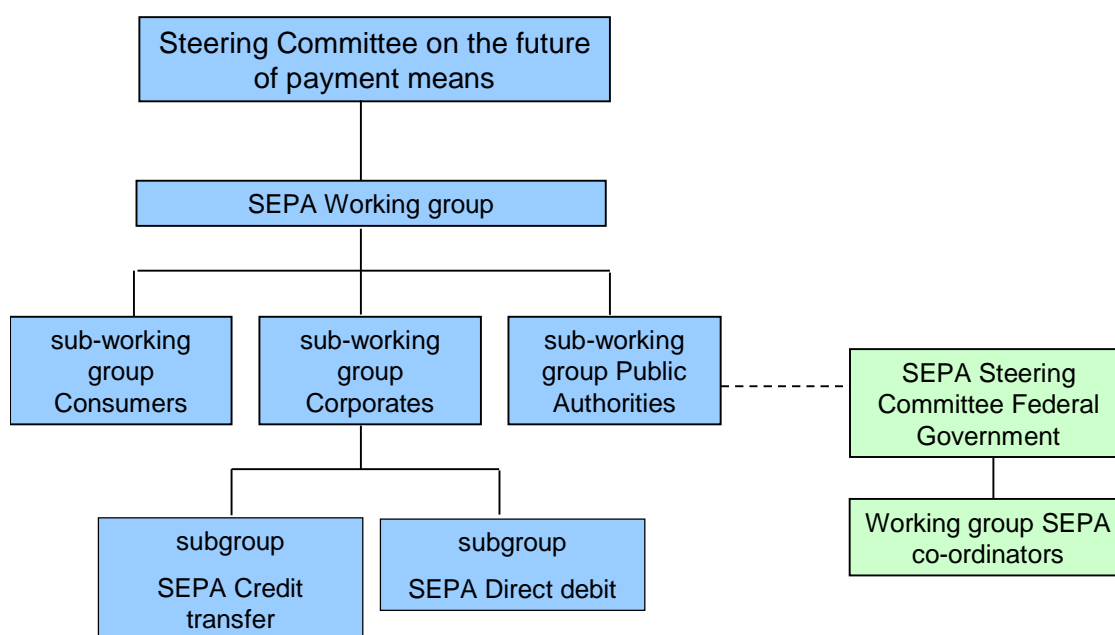 Steering Committee on the future
of payment means
SEPA Working group
sub-working
group
Consumers
sub-working
group
Corporates
sub-working
group Public
Authorities
SEPA Steering
Committee Federal
Government
Working group SEPA
co-ordinators
subgroup
SEPA Credit
transfer
subgroup
SEPA Direct debit